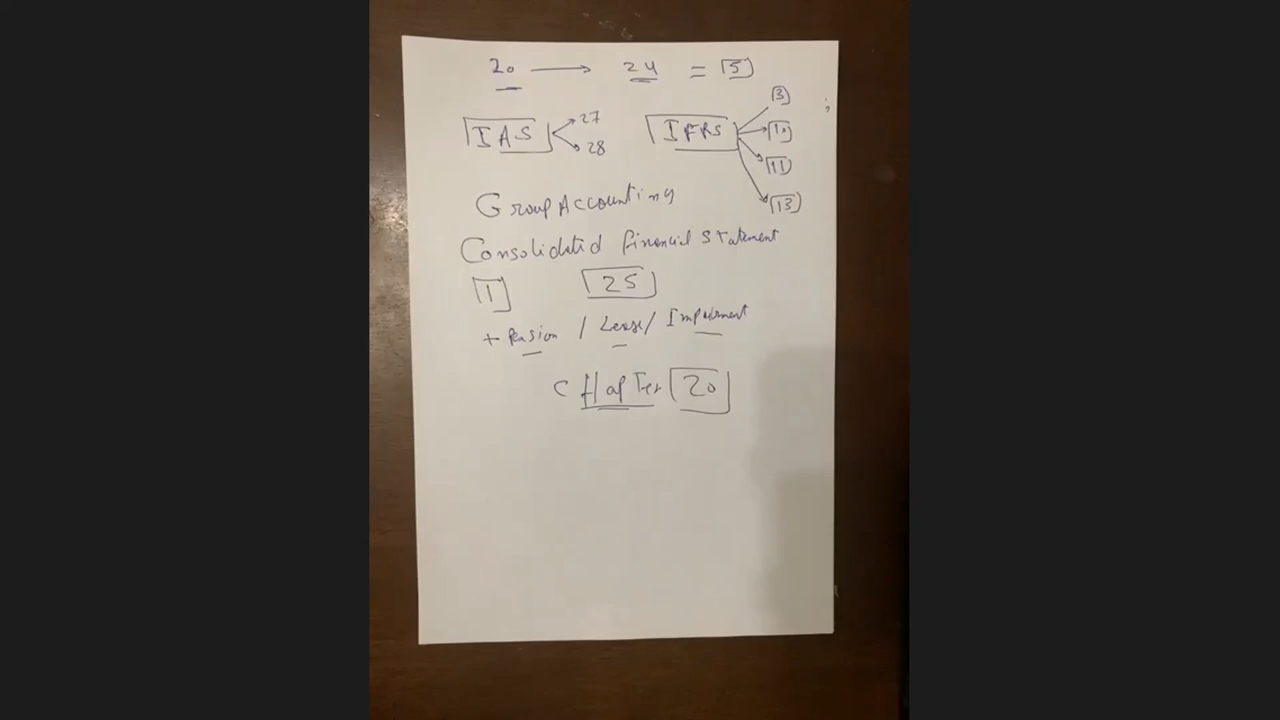 20 → 24 = 5
3
IAS 27 IFRS 10
28 11
13
Group Accounting
Consolidated financial statement
1 25
+ Pension / Lease / Impairment
CHapTer 20